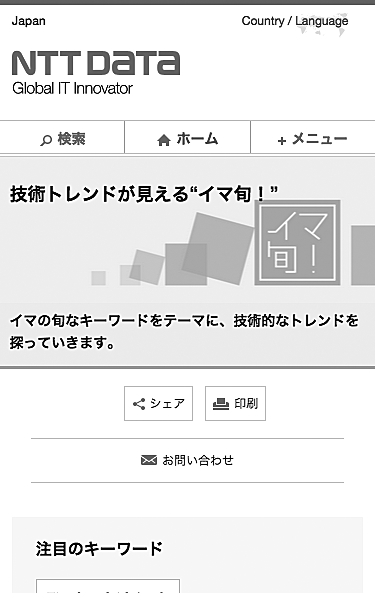 Japan
Country / Language
NTT DATA
Global IT Innovator
検索
ホーム
メニュー
技術トレンドが見える“イマ旬！”
イマ
旬！
イマの旬なキーワードをテーマに、技術的なトレンドを
探っていきます。
シェア
印刷
お問い合わせ
注目のキーワード